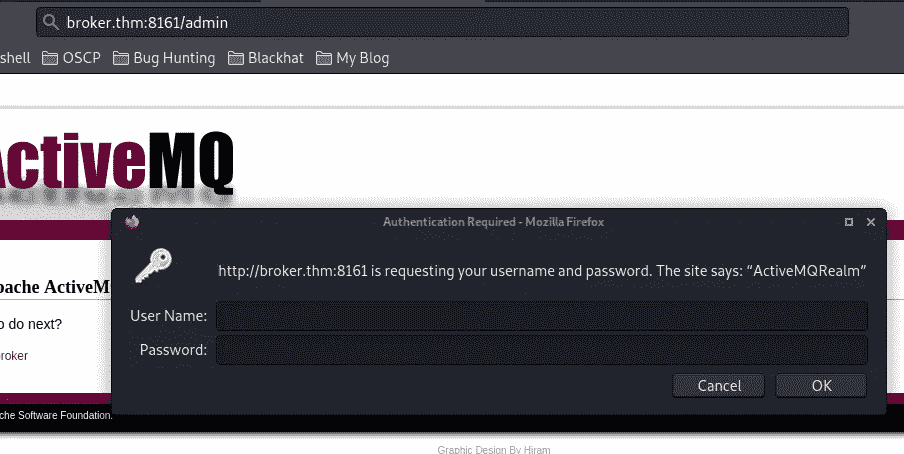 broker.thm:8161/admin
shell OSCP Bug Hunting Blackhat My Blog
ActiveMQ
Authentication Required - Mozilla Firefox
http://broker.thm:8161 is requesting your username and password. The site says: “ActiveMQRealm”
pache ActiveM
User Name:
o do next?
Password:
roker
Cancel OK
che Software Foundation.
Graphic Design By Hiram